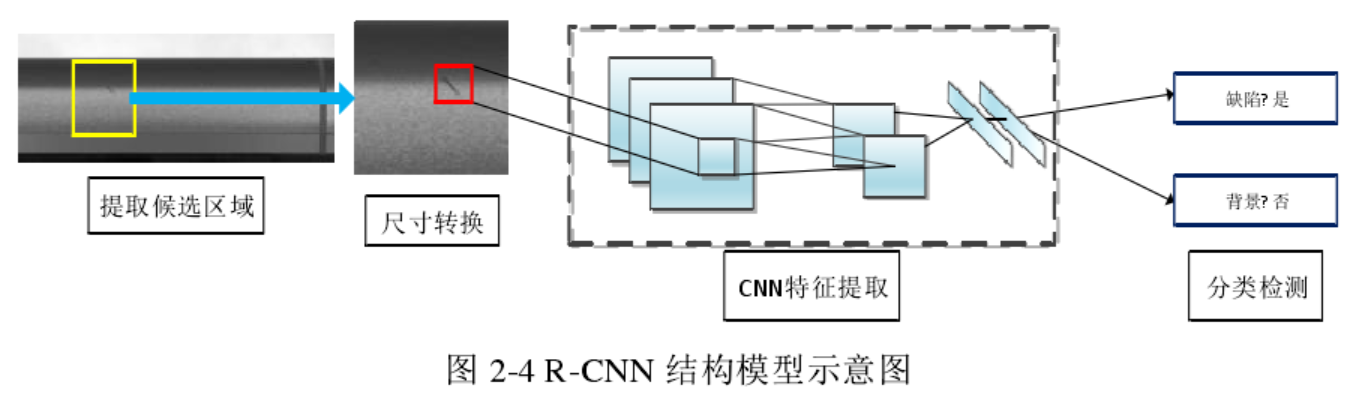 缺陷? 是
提取候选区域
尺寸转换
背景? 否
CNN特征提取
分类检测
图 2-4 R-CNN 结构模型示意图